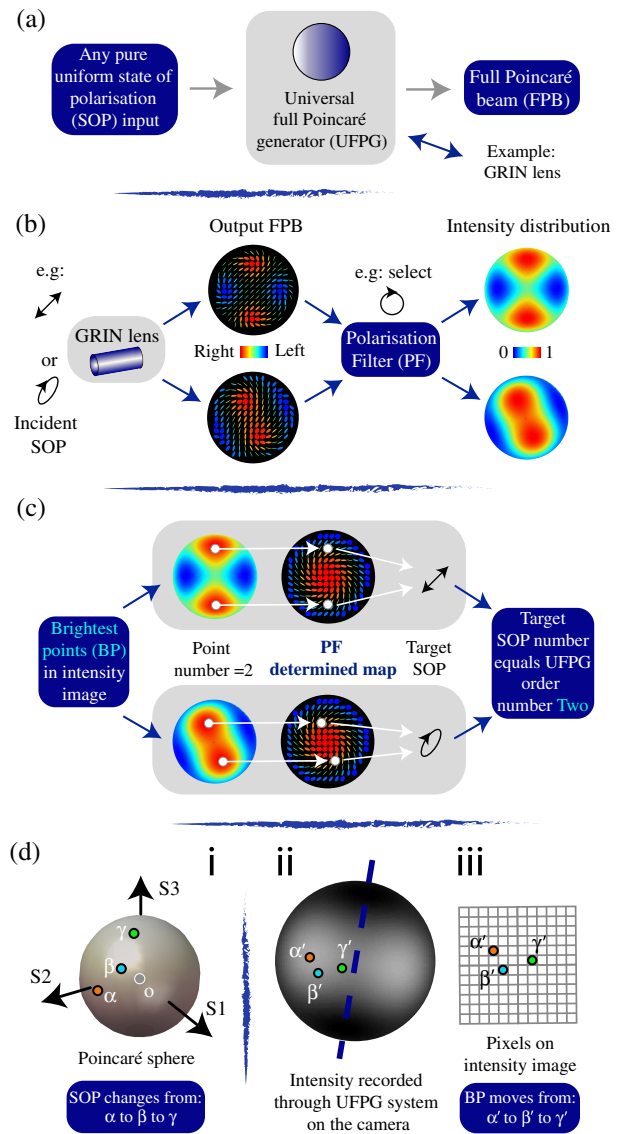 (a)
Any pure
uniform state of
polarisation
(SOP) input
Universal
full Poincaré
generator (UFPG)
Full Poincaré
beam (FPB)
Example:
GRIN lens
(b)
Output FPB
Intensity distribution
e.g:
e.g: select
GRIN lens
or
Right
Left
Polarisation
Filter (PF)
0
1
Incident
SOP
(c)
Brightest
points (BP)
in intensity
image
Point
number =2
PF
determined map
Target
SOP
Target
SOP number
equals UFPG
order
number Two
(d)
i
ii
iii
S3
S2
S1
γ
β
α
o
α′
β′
γ′
α′
β′
γ′
Poincaré sphere
SOP changes from:
α to β to γ
Intensity recorded
through UFPG system
on the camera
Pixels on
intensity image
BP moves from:
α′ to β′ to γ′